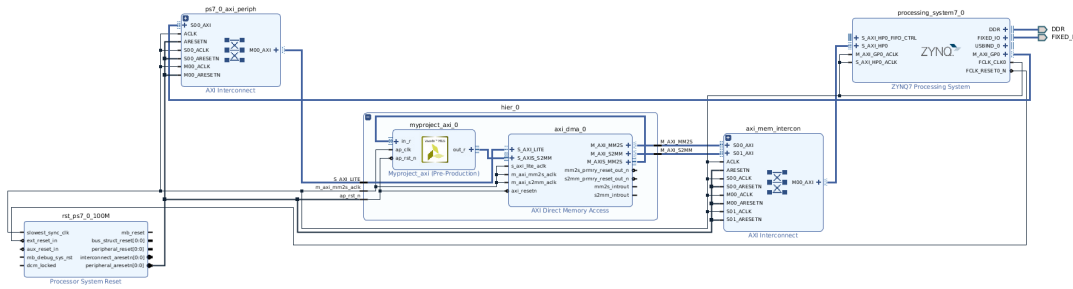 ps7_0_axi_periph
S00_AXI
ACLK
ARESETN
S00_ACLK
S00_ARESETN
M00_ACLK
M00_ARESETN
M00_AXI
AXI Interconnect
processing_system7_0
S_AXI_HP0_FIFO_CTRL
S_AXI_HP0
M_AXI_GP0_ACLK
S_AXI_HP0_ACLK
ZYNQ
DDR
FIXED_IO
USBIND_0
M_AXI_GP0
FCLK_CLK0
FCLK_RESET0_N
ZYNQ7 Processing System
DDR
hier_0
myproject_axi_0
in_r
ap_clk
ap_rst_n
out_r
Myproject_axi (Pre-Production)
axi_dma_0
S_AXI_LITE
S_AXIS_S2MM
s_axi_lite_aclk
m_axi_mm2s_aclk
m_axi_s2mm_aclk
axi_resetn
M_AXI_MM2S
M_AXI_S2MM
M_AXIS_MM2S
mm2s_prmry_reset_out_n
s2mm_prmry_reset_out_n
mm2s_introut
s2mm_introut
AXI Direct Memory Access
S_AXI_LITE
m_axi_mm2s_aclk
ap_rst_n
M_AXI_MM2S
M_AXI_S2MM
axi_mem_intercon
S00_AXI
S01_AXI
ACLK
ARESETN
S00_ACLK
S00_ARESETN
M00_ACLK
M00_ARESETN
S01_ACLK
S01_ARESETN
M00_AXI
AXI Interconnect
rst_ps7_0_100M
slowest_sync_clk
ext_reset_in
aux_reset_in
mb_debug_sys_rst
dcm_locked
mb_reset
bus_struct_reset[0:0]
peripheral_reset[0:0]
interconnect_aresetn[0:0]
peripheral_aresetn[0:0]
Processor System Reset